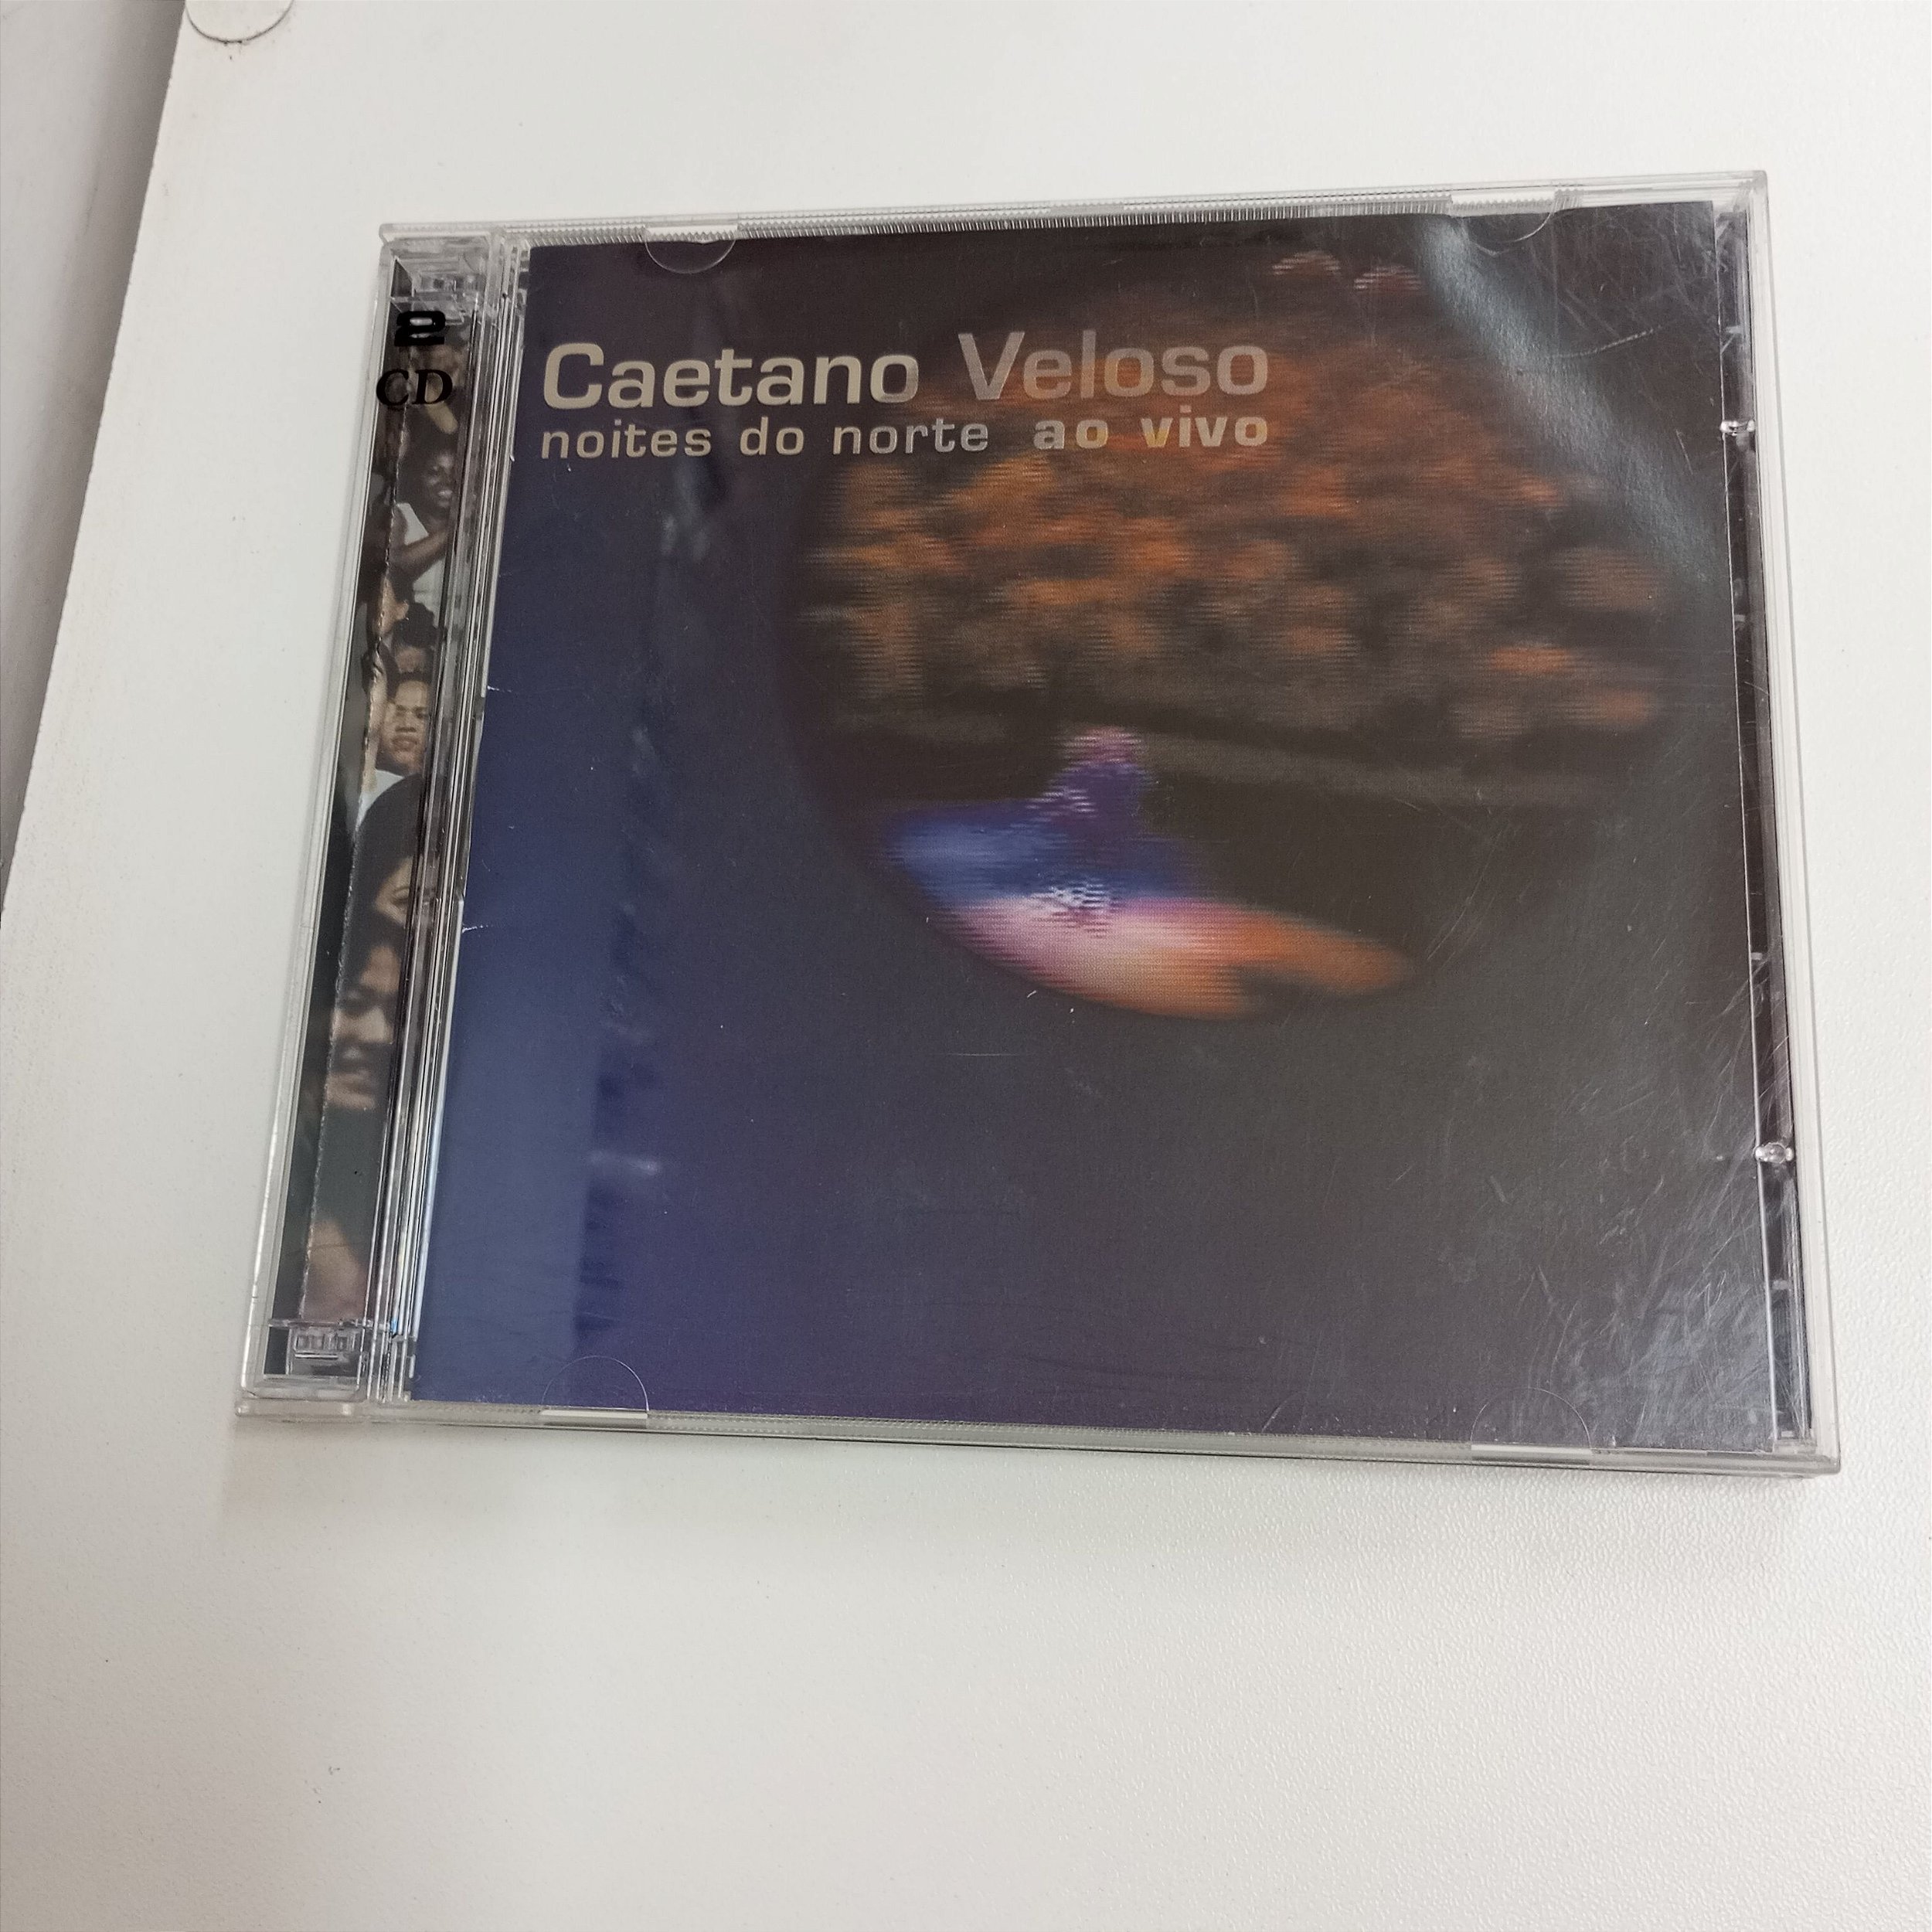 2
CD
Caetano Veloso
noites do norte ao vivo